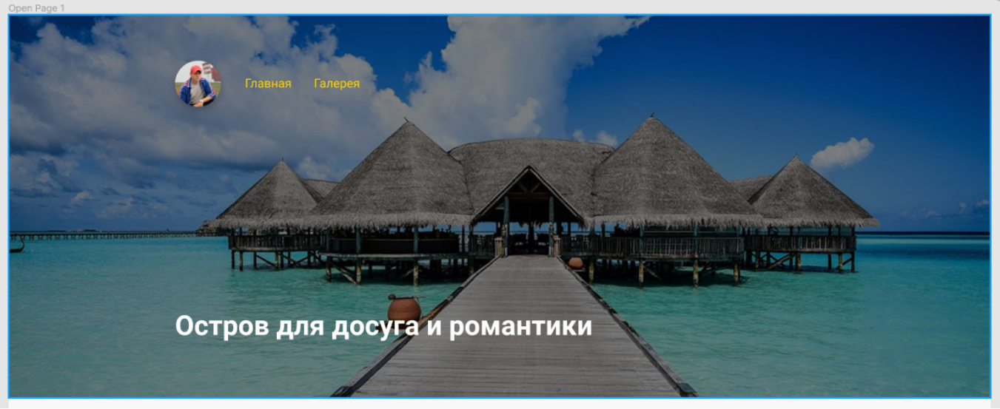 Open Page 1
Главная Галерея
Остров для досуга и романтики